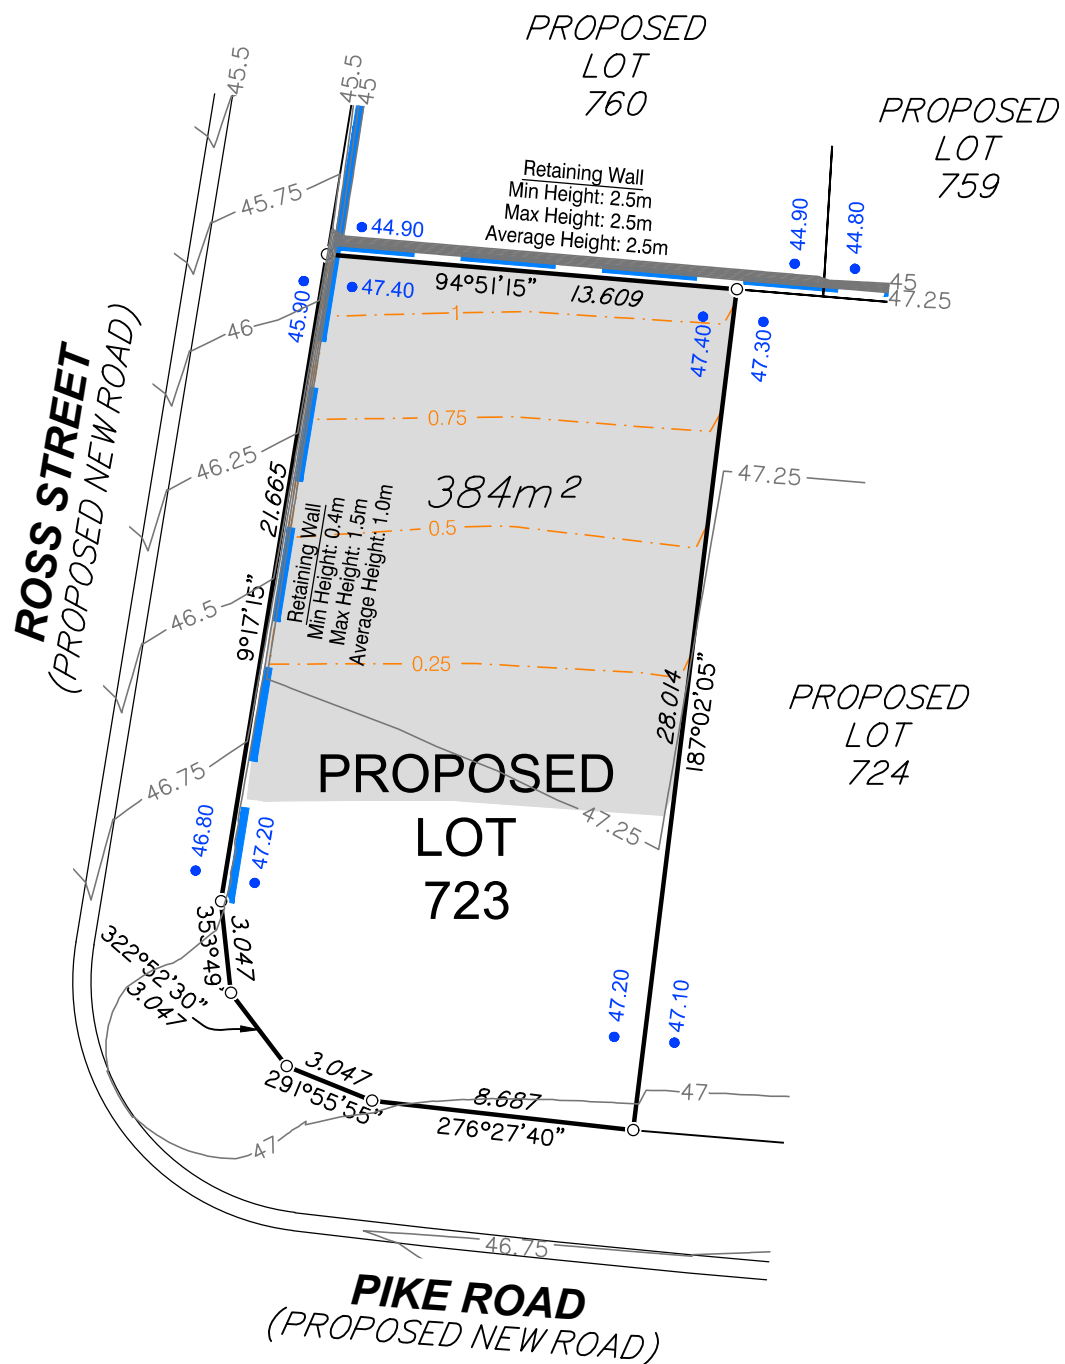 PROPOSED
LOT
760
PROPOSED
LOT
759
45.5
45.5
45
45.75
Retaining Wall
Min Height: 2.5m
Max Height: 2.5m
Average Height: 2.5m
44.90
44.90
44.80
45
47.25
94°51'15"
13.609
47.40
45.90
46
1
47.40
47.30
ROSS STREET
(PROPOSED NEW ROAD)
0.75
46.25
21.665
384m²
47.25
Retaining Wall
Min Height: 0.4m
Max Height: 1.5m
Average Height: 1.0m
0.5
9°17'15"
46.5
0.25
28.014
187°02'05"
PROPOSED
LOT
724
46.75
PROPOSED
LOT
723
47.25
46.80
47.20
353°49'
3.047
322°52'30"
3.047
47.20
47.10
3.047
291°55'55"
8.687
276°27'40"
47
47
46.75
PIKE ROAD
(PROPOSED NEW ROAD)